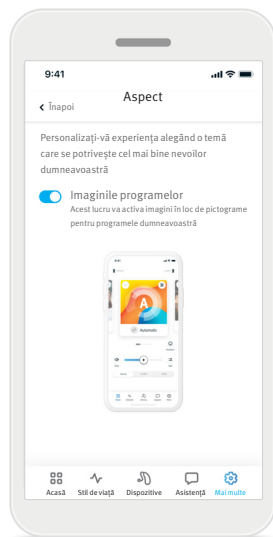 9:41
Înapoi
Aspect
Personalizați-vă experiența alegând o temă
care se potrivește cel mai bine nevoilor
dumneavoastră
Imaginile programelor
Acest lucru va activa imagini în loc de pictograme
pentru programele dumneavoastră
A
Automatic
Acasă Stil de viață Dispozitive Asistență Mai multe